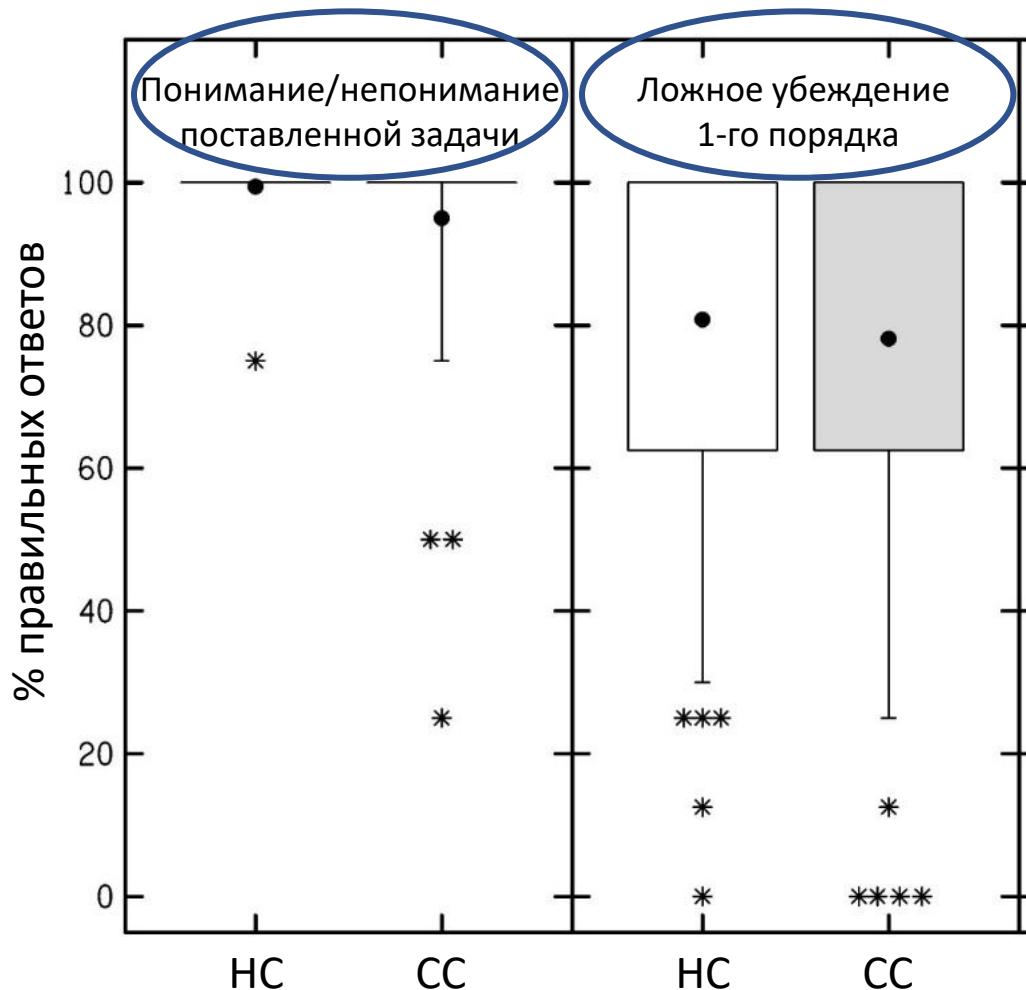 Понимание/непонимание
поставленной задачи
Ложное убеждение
1-го порядка
% правильных ответов
100
80
60
40
20
0
НС
СС
НС
СС